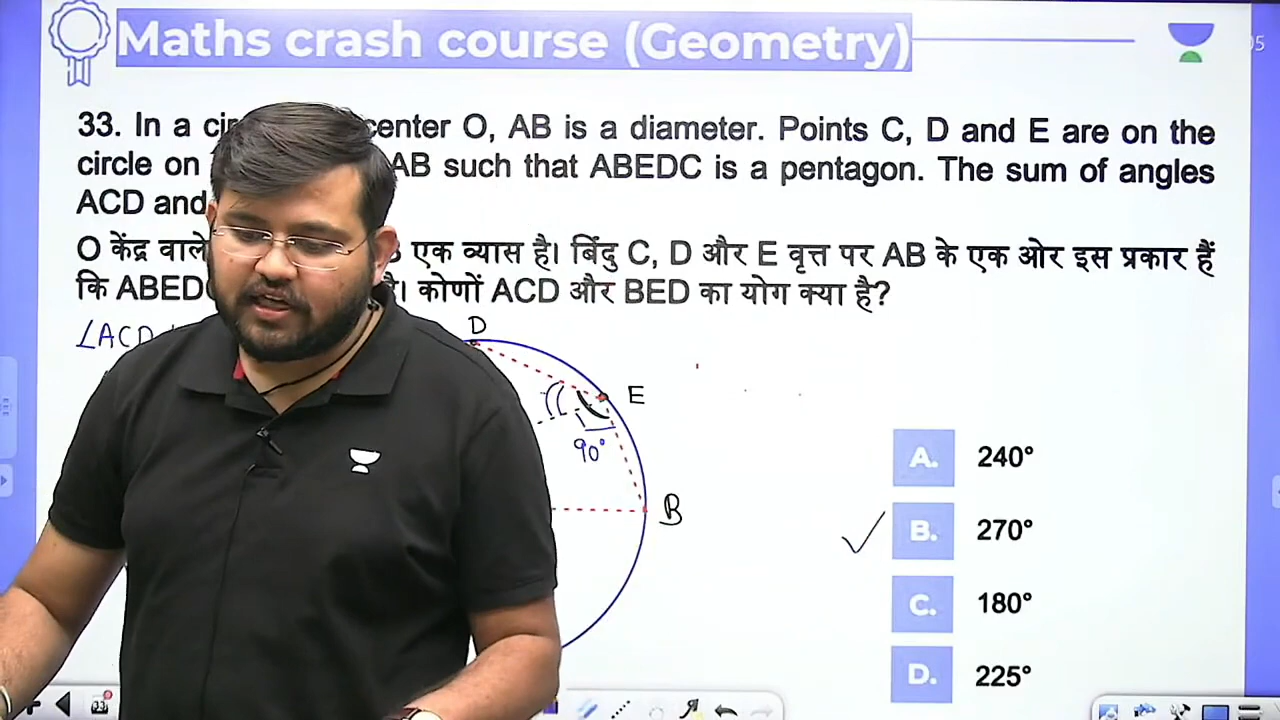 Maths crash course (Geometry)
05
33. In a center O, AB is a diameter. Points C, D and E are on the
circle on AB such that ABEDC is a pentagon. The sum of angles
ACD and
O केंद्र वाले एक व्यास है। बिंदु C, D और E वृत्त पर AB के एक ओर इस प्रकार हैं
कि है। कोणों ACD और BED का योग क्या है?
∠ACD
D
E
90°
B
A. 240°
B. 270°
C. 180°
D. 225°
33